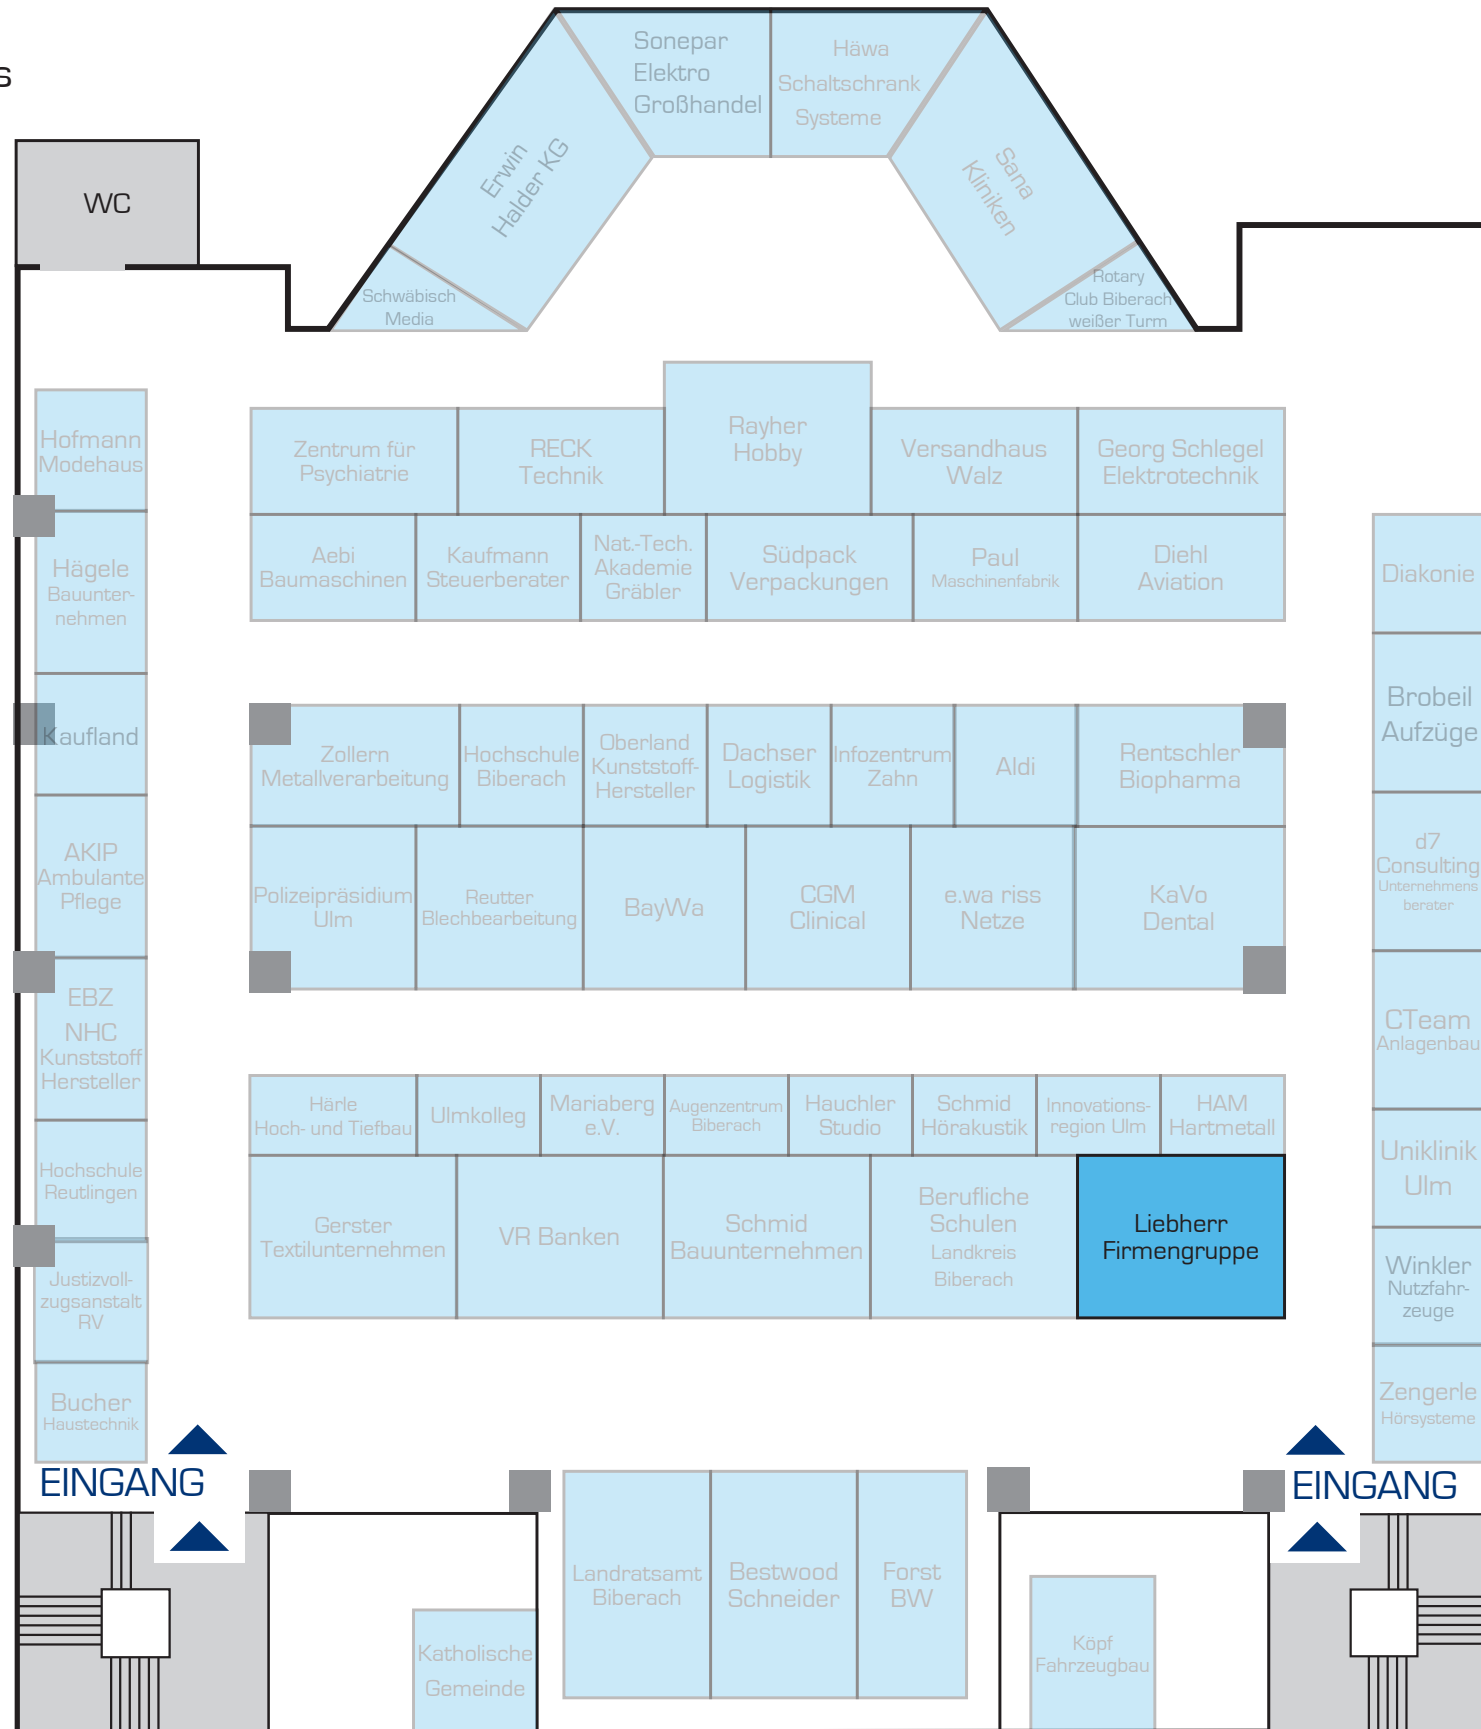 s
Sonepar
Elektro
Großhandel
Häwa
Schaltschrank
Systeme
Erwin
Halder KG
Sana
Kliniken
WC
Schwäbisch
Media
Rotary
Club Biberach
weißer Turm
Hofmann
Modehaus
Hägele
Bauunter-
nehmen
Kaufland
AKIP
Ambulante
Pflege
EBZ
NHC
Kunststoff
Hersteller
Hochschule
Reutlingen
Justizvoll-
zugsanstalt
RV
Bucher
Haustechnik
Zentrum für
Psychiatrie
RECK
Technik
Rayher
Hobby
Versandhaus
Walz
Georg Schlegel
Elektrotechnik
Aebi
Baumaschinen
Kaufmann
Steuerberater
Nat.-Tech.
Akademie
Gräbler
Südpack
Verpackungen
Paul
Maschinenfabrik
Diehl
Aviation
Zollern
Metallverarbeitung
Hochschule
Biberach
Oberland
Kunststoff-
Hersteller
Dachser
Logistik
Infozentrum
Zahn
Aldi
Rentschler
Biopharma
Polizeipräsidium
Ulm
Reutter
Blechbearbeitung
BayWa
CGM
Clinical
e.wa riss
Netze
KaVo
Dental
Härle
Hoch- und Tiefbau
Ulmkolleg
Mariaberg
e.V.
Augenzentrum
Biberach
Hauchler
Studio
Schmid
Hörakustik
Innovations-
region Ulm
HAM
Hartmetall
Gerster
Textilunternehmen
VR Banken
Schmid
Bauunternehmen
Berufliche
Schulen
Landkreis
Biberach
Liebherr
Firmengruppe
Diakonie
Brobeil
Aufzüge
d7
Consulting
Unternehmens
berater
CTeam
Anlagenbau
Uniklinik
Ulm
Winkler
Nutzfahr-
zeuge
Zengerle
Hörsysteme
EINGANG
EINGANG
Landratsamt
Biberach
Bestwood
Schneider
Forst
BW
Katholische
Gemeinde
Köpf
Fahrzeugbau